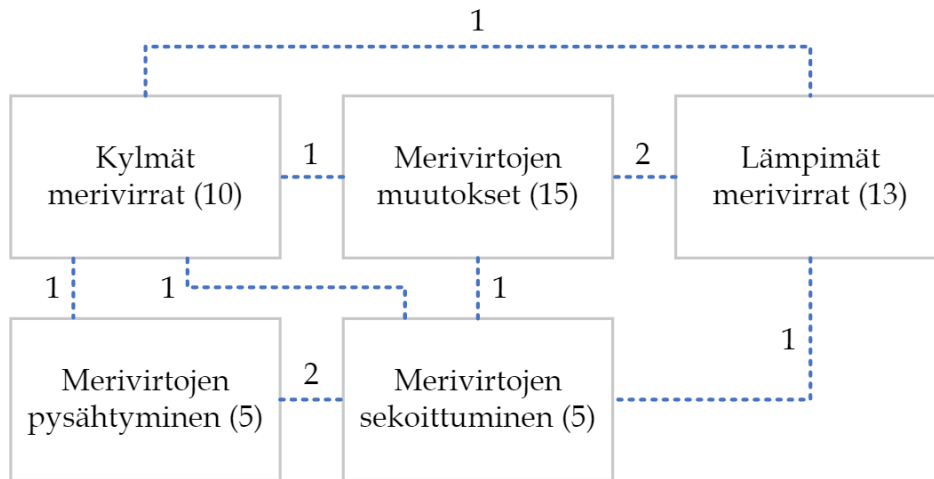 1
Kylmät
merivirrat (10)
1
Merivirtojen
muutokset (15)
2
Lämpimät
merivirrat (13)
1
1
1
1
Merivirtojen
pysähtyminen (5)
2
Merivirtojen
sekoittuminen (5)